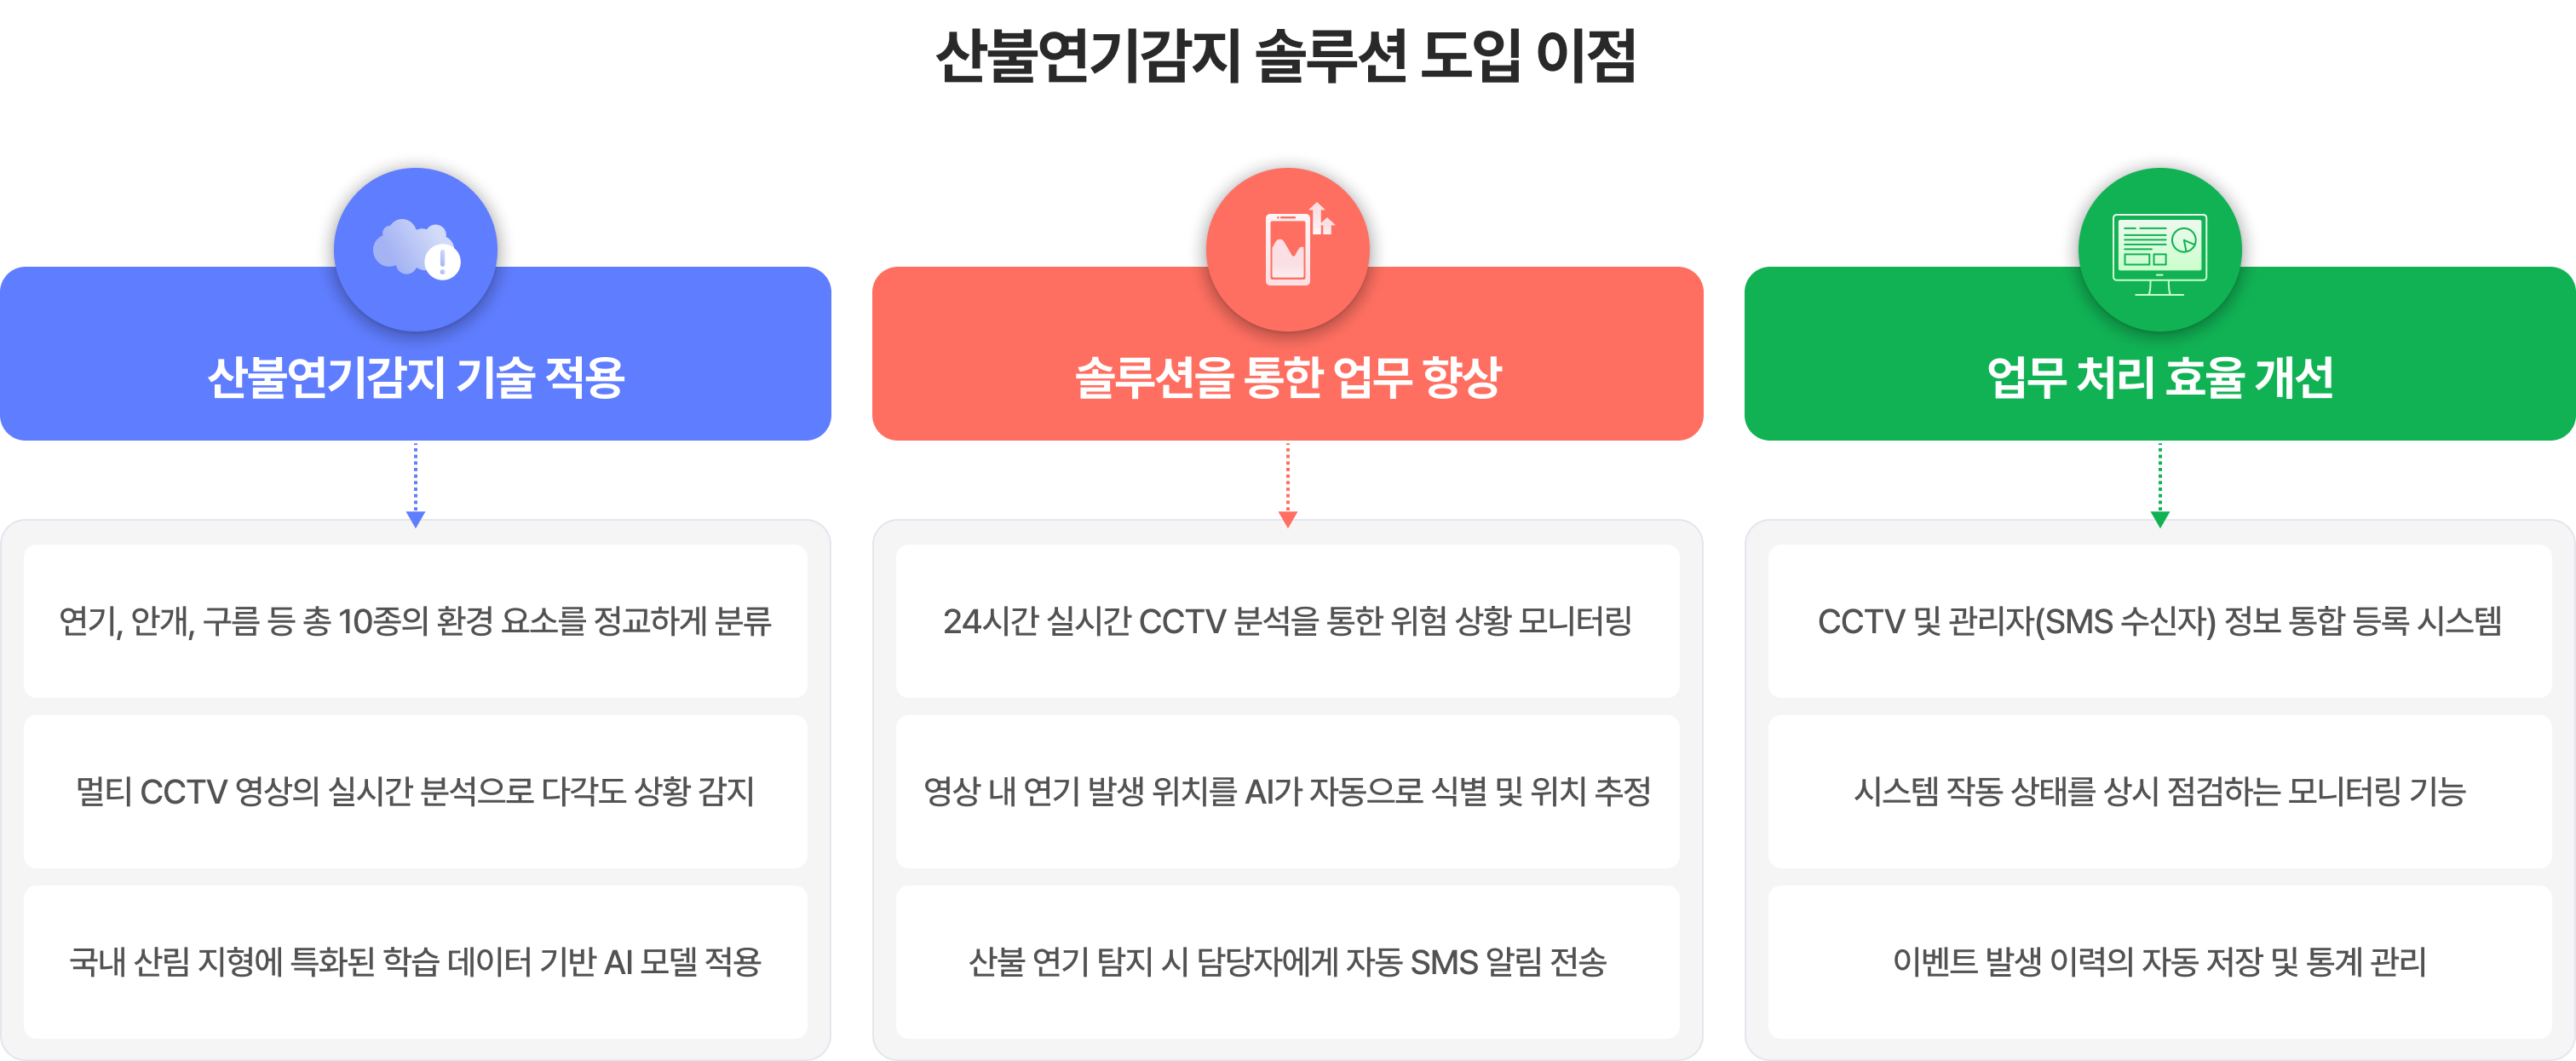 산불연기감지 솔루션 도입 이점
산불연기감지 기술 적용
연기, 안개, 구름 등 총 10종의 환경 요소를 정교하게 분류
멀티 CCTV 영상의 실시간 분석으로 다각도 상황 감지
국내 산림 지형에 특화된 학습 데이터 기반 AI 모델 적용
솔루션을 통한 업무 향상
24시간 실시간 CCTV 분석을 통한 위험 상황 모니터링
영상 내 연기 발생 위치를 AI가 자동으로 식별 및 위치 추정
산불 연기 탐지 시 담당자에게 자동 SMS 알림 전송
업무 처리 효율 개선
CCTV 및 관리자(SMS 수신자) 정보 통합 등록 시스템
시스템 작동 상태를 상시 점검하는 모니터링 기능
이벤트 발생 이력의 자동 저장 및 통계 관리